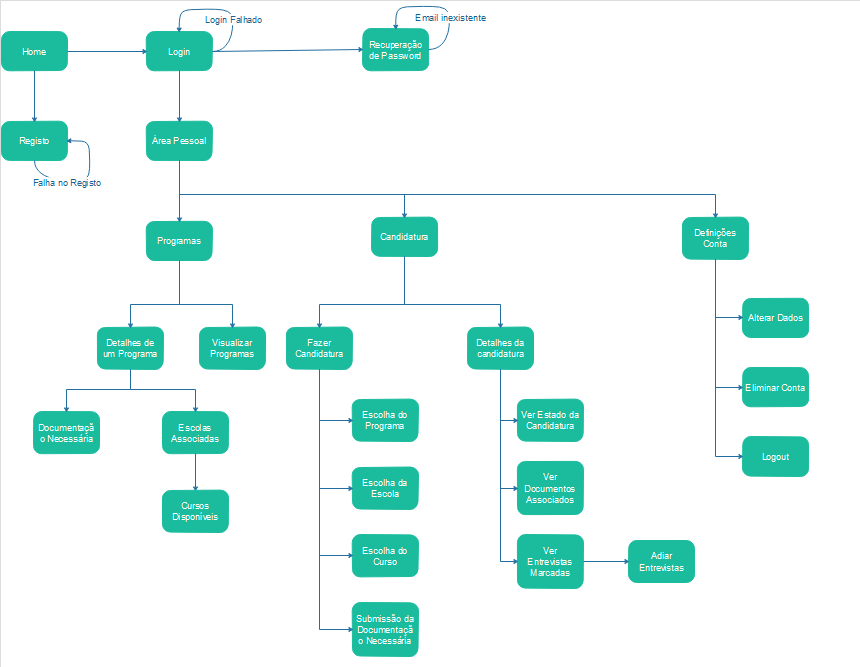 Login Falhado
Email inexistente
Home
Login
Recuperação
de Password
Registo
Área Pessoal
Falha no Registo
Programas
Candidatura
Definições
Conta
Alterar Dados
Detalhes de
um Programa
Visualizar
Programas
Fazer
Candidatura
Detalhes da
candidatura
Eliminar Conta
Documentaçã
o Necessária
Escolas
Associadas
Escolha do
Programa
Ver Estado da
Candidatura
Logout
Escolha da
Escola
Ver
Documentos
Associados
Cursos
Disponíveis
Escolha do
Curso
Ver
Entrevistas
Marcadas
Adiar
Entrevistas
Submissão da
Documentaçã
o Necessária